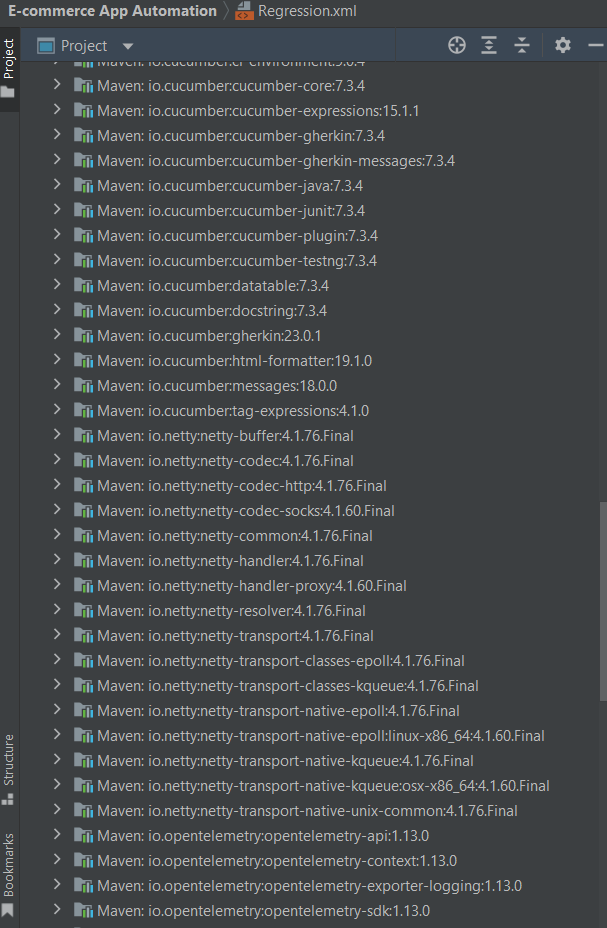 E-commerce App Automation
Regression.xml
Project
Project
Maven: io.cucumber:ci-environment:9.0.4
Maven: io.cucumber:cucumber-core:7.3.4
Maven: io.cucumber:cucumber-expressions:15.1.1
Maven: io.cucumber:cucumber-gherkin:7.3.4
Maven: io.cucumber:cucumber-gherkin-messages:7.3.4
Maven: io.cucumber:cucumber-java:7.3.4
Maven: io.cucumber:cucumber-junit:7.3.4
Maven: io.cucumber:cucumber-plugin:7.3.4
Maven: io.cucumber:cucumber-testng:7.3.4
Maven: io.cucumber:datatable:7.3.4
Maven: io.cucumber:docstring:7.3.4
Maven: io.cucumber:gherkin:23.0.1
Maven: io.cucumber:html-formatter:19.1.0
Maven: io.cucumber:messages:18.0.0
Maven: io.cucumber:tag-expressions:4.1.0
Maven: io.netty:netty-buffer:4.1.76.Final
Maven: io.netty:netty-codec:4.1.76.Final
Maven: io.netty:netty-codec-http:4.1.76.Final
Maven: io.netty:netty-codec-socks:4.1.60.Final
Maven: io.netty:netty-common:4.1.76.Final
Maven: io.netty:netty-handler:4.1.76.Final
Maven: io.netty:netty-handler-proxy:4.1.60.Final
Maven: io.netty:netty-resolver:4.1.76.Final
Maven: io.netty:netty-transport:4.1.76.Final
Maven: io.netty:netty-transport-classes-epoll:4.1.76.Final
Maven: io.netty:netty-transport-classes-kqueue:4.1.76.Final
Maven: io.netty:netty-transport-native-epoll:4.1.76.Final
Maven: io.netty:netty-transport-native-epoll:linux-x86_64:4.1.60.Final
Maven: io.netty:netty-transport-native-kqueue:4.1.76.Final
Maven: io.netty:netty-transport-native-kqueue:osx-x86_64:4.1.60.Final
Maven: io.netty:netty-transport-native-unix-common:4.1.76.Final
Maven: io.opentelemetry:opentelemetry-api:1.13.0
Maven: io.opentelemetry:opentelemetry-context:1.13.0
Maven: io.opentelemetry:opentelemetry-exporter-logging:1.13.0
Maven: io.opentelemetry:opentelemetry-sdk:1.13.0
Structure
Bookmarks